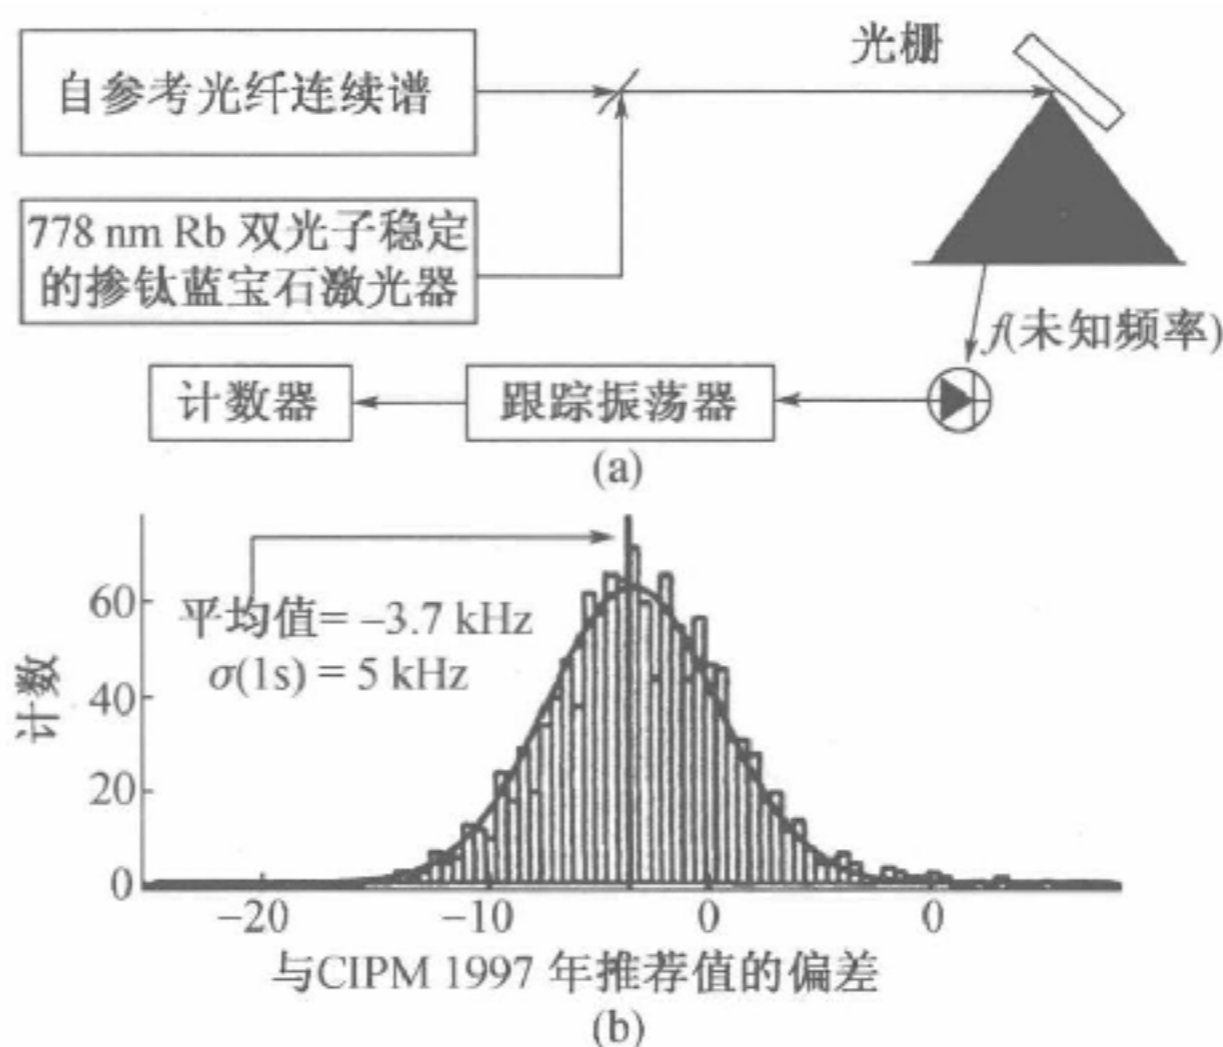 光栅
自参考光纤连续谱
778 nm Rb 双光子稳定
的掺钛蓝宝石激光器
f(未知频率)
计数器
跟踪振荡器
(a)
平均值= –3.7 kHz
σ(1s) = 5 kHz
计数
60
40
20
0
–20
–10
0
0
与CIPM 1997 年推荐值的偏差
(b)